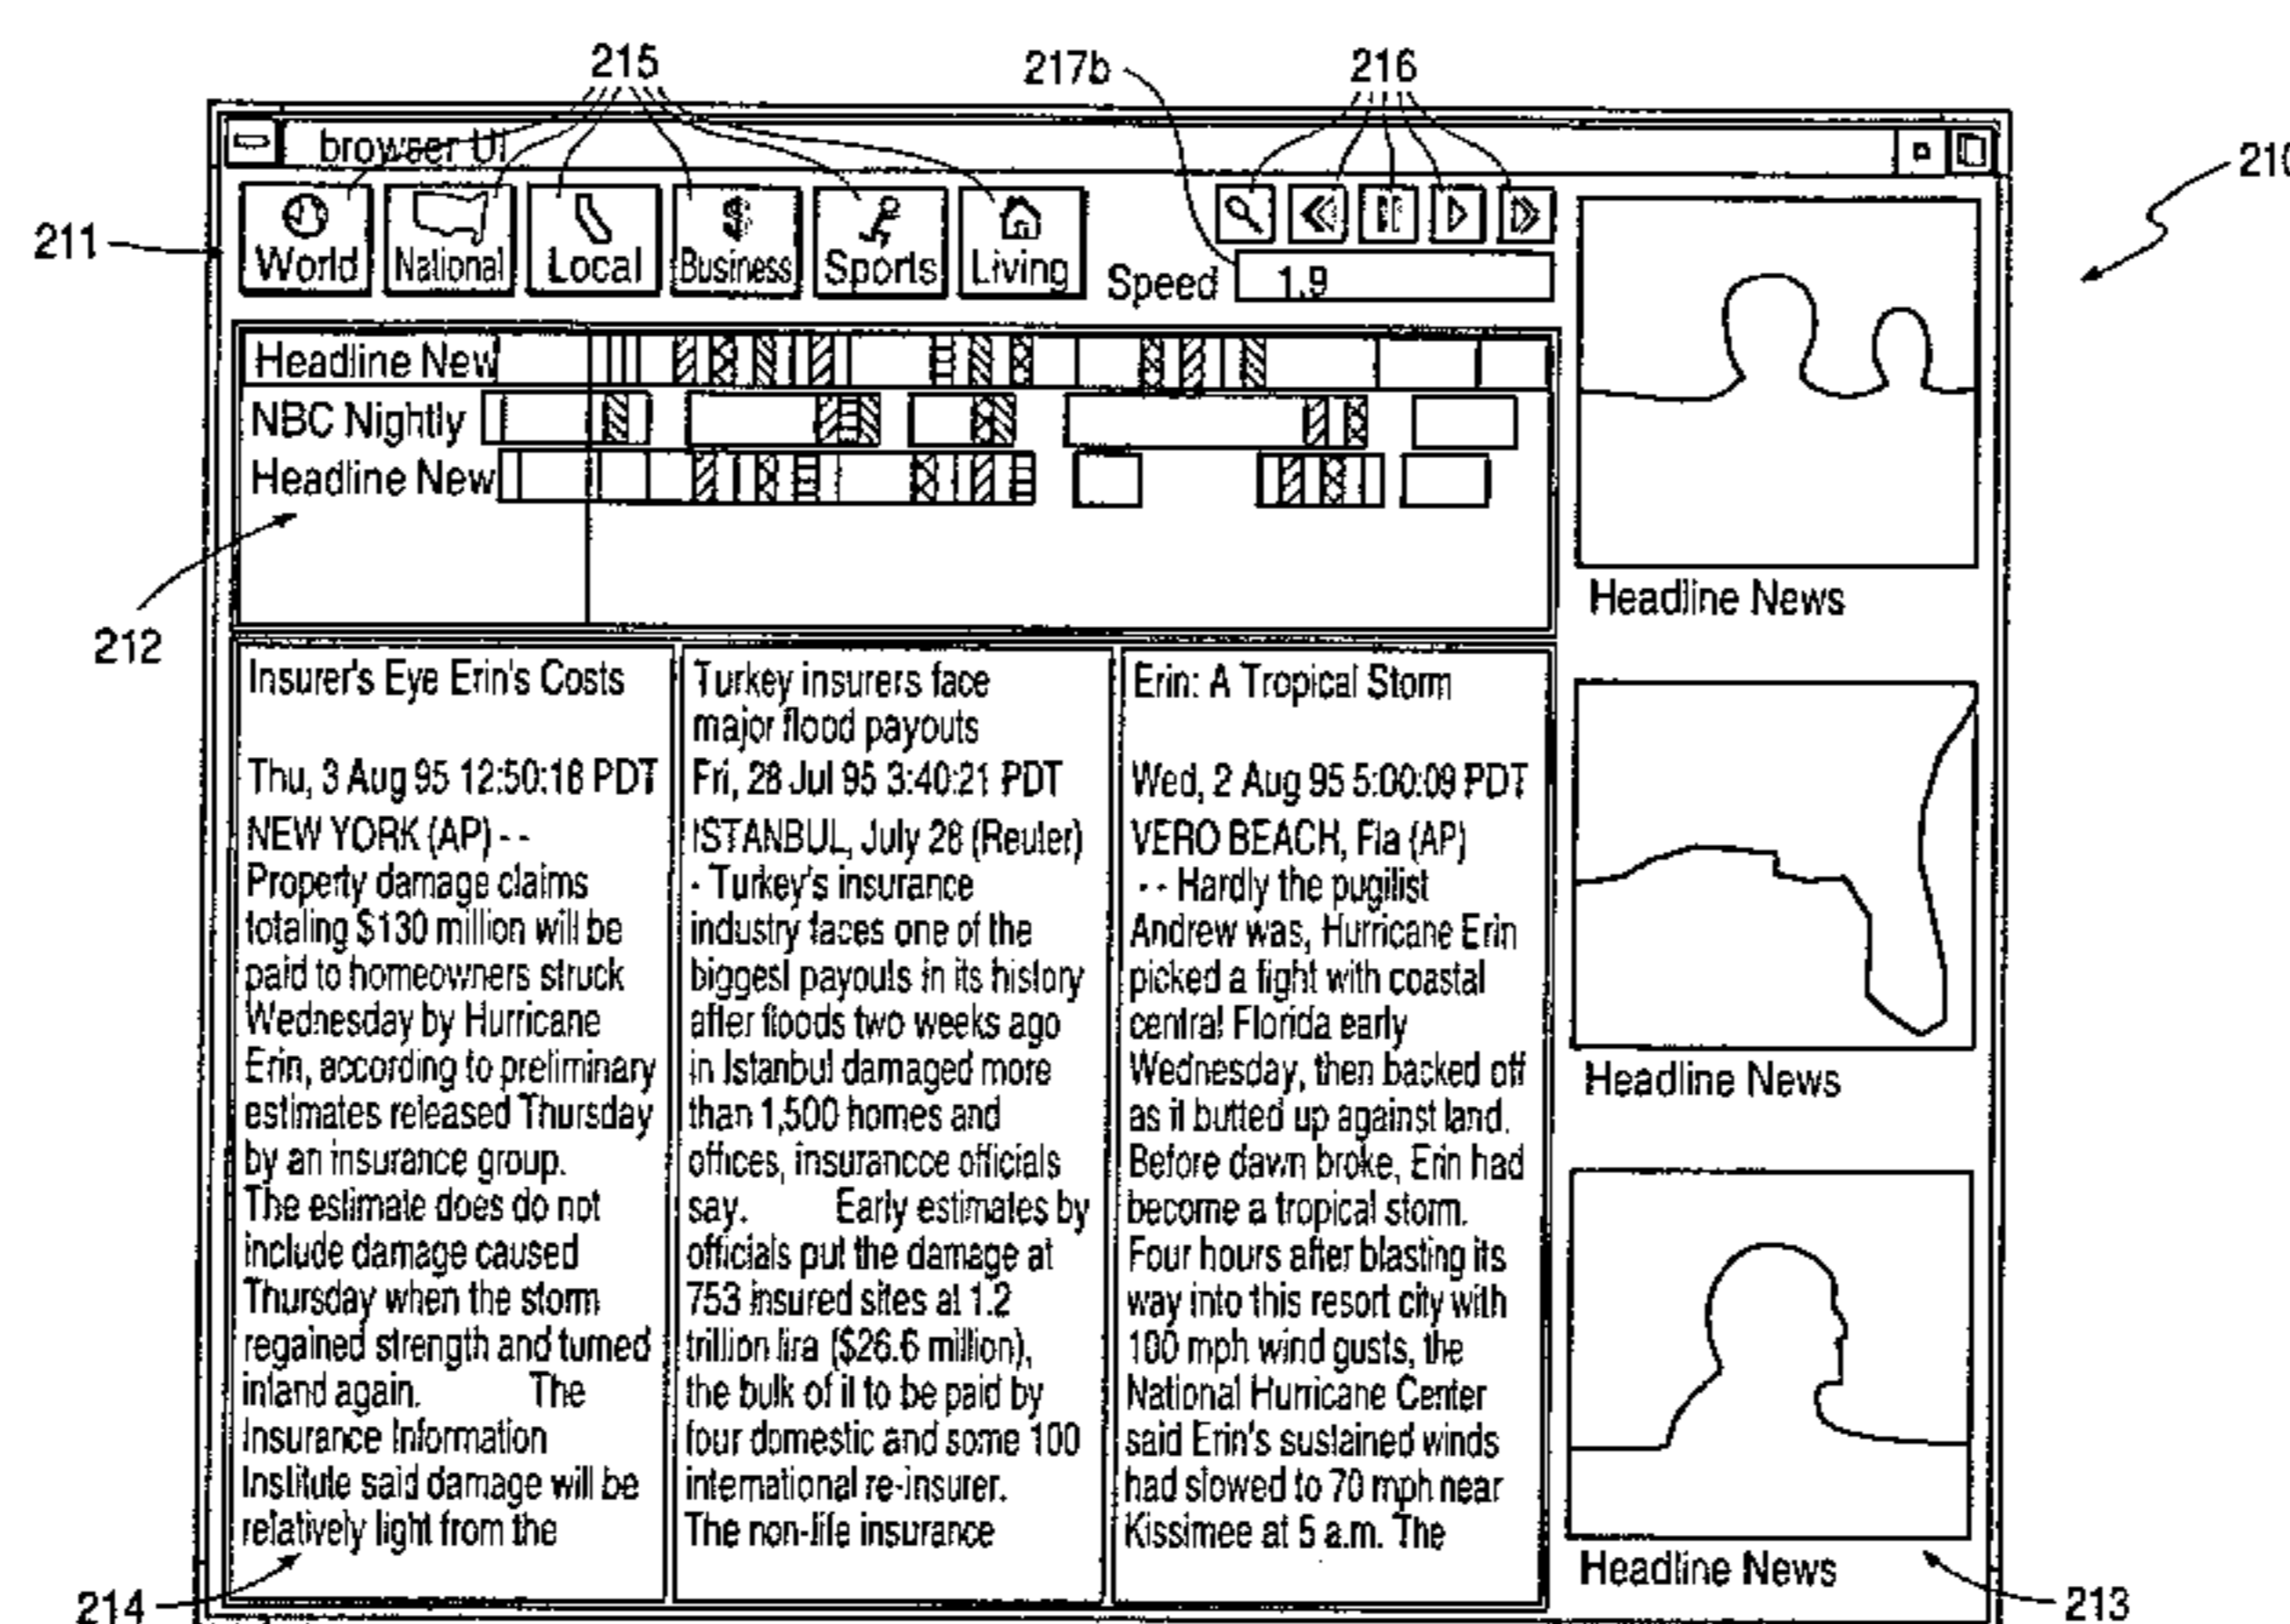 215
217b
216
browser UI
210
211
World
National
Local
Business
Sports
Living
Speed
1.9
Headline New
NBC Nightly
Headline New
212
Headline News
Insurer's Eye Erin's Costs
Thu, 3 Aug 95 12:50:18 PDT
NEW YORK (AP) - -
Property damage claims
totaling $130 million will be
paid to homeowners struck
Wednesday by Hurricane
Erin, according to preliminary
estimates released Thursday
by an insurance group.
The estimate does do not
include damage caused
Thursday when the storm
regained strength and turned
inland again. The
Insurance Information
Institute said damage will be
relatively light from the
Turkey insurers face
major flood payouts
Fri, 28 Jul 95 3:40:21 PDT
ISTANBUL, July 28 (Reuter)
- Turkey's insurance
industry faces one of the
biggest payouts in its history
after floods two weeks ago
in Istanbul damaged more
than 1,500 homes and
offices, insurancce officials
say. Early estimates by
officials put the damage at
753 insured sites at 1.2
trillion lira ($26.6 million),
the bulk of it to be paid by
four domestic and some 100
international re-insurer.
The non-life insurance
Erin: A Tropical Storm
Wed, 2 Aug 95 5:00:09 PDT
VERO BEACH, Fla (AP)
- - Hardly the pugilist
Andrew was, Hurricane Erin
picked a fight with coastal
central Florida early
Wednesday, then backed off
as it butted up against land.
Before dawn broke, Erin had
become a tropical storm.
Four hours after blasting its
way into this resort city with
100 mph wind gusts, the
National Hurricane Center
said Erin's sustained winds
had slowed to 70 mph near
Kissimee at 5 a.m. The
Headline News
Headline News
214
213